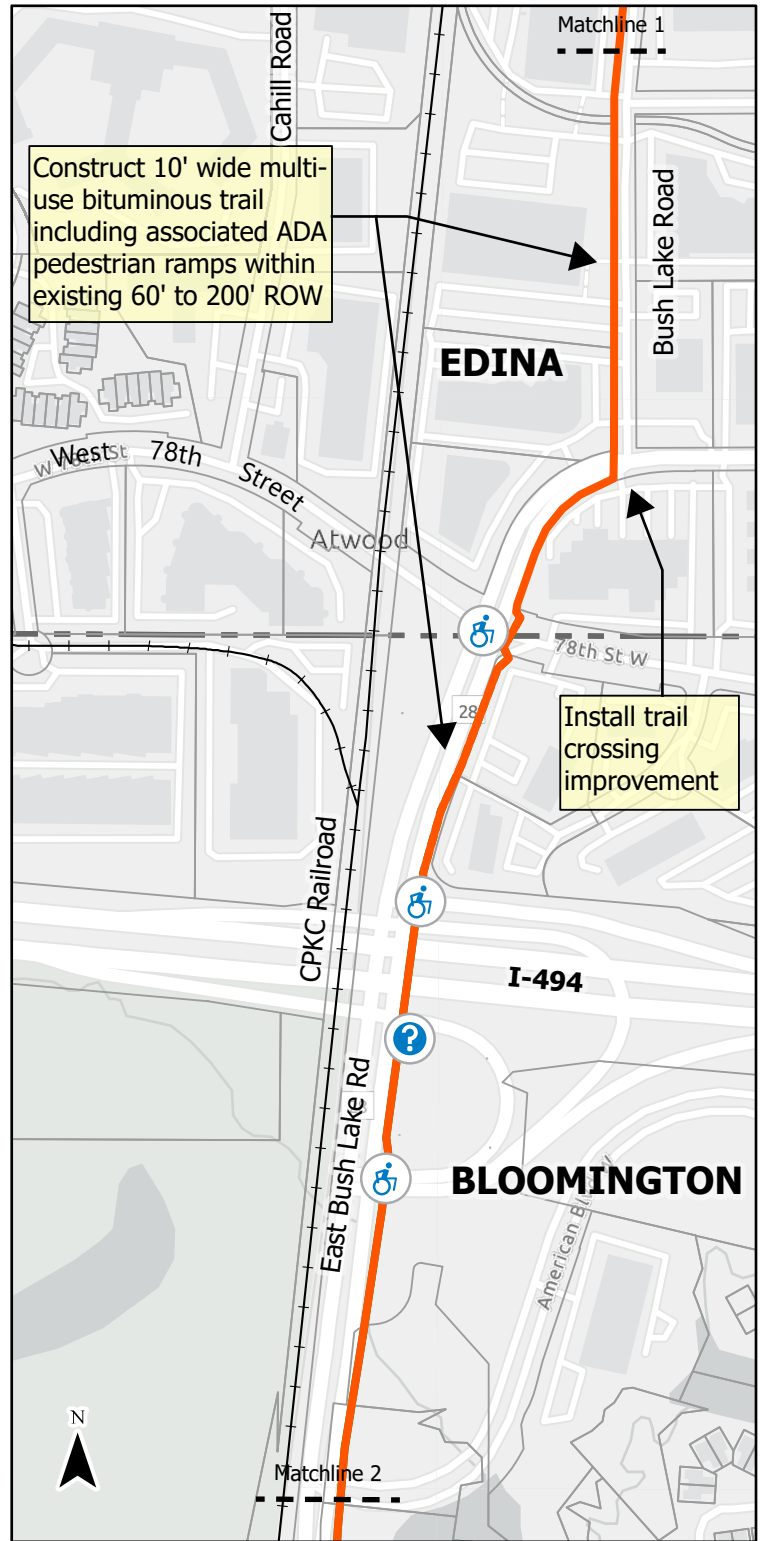 Matchline 1
Cahill Road
Construct 10' wide multi-
use bituminous trail
including associated ADA
pedestrian ramps within
existing 60' to 200' ROW
Bush Lake Road
EDINA
W 78th St
West 78th Street
Atwood
78th St W
28
Install trail
crossing
improvement
CPKC Railroad
I-494
?
East Bush Lake Rd
BLOOMINGTON
American Blvd W
N
Matchline 2